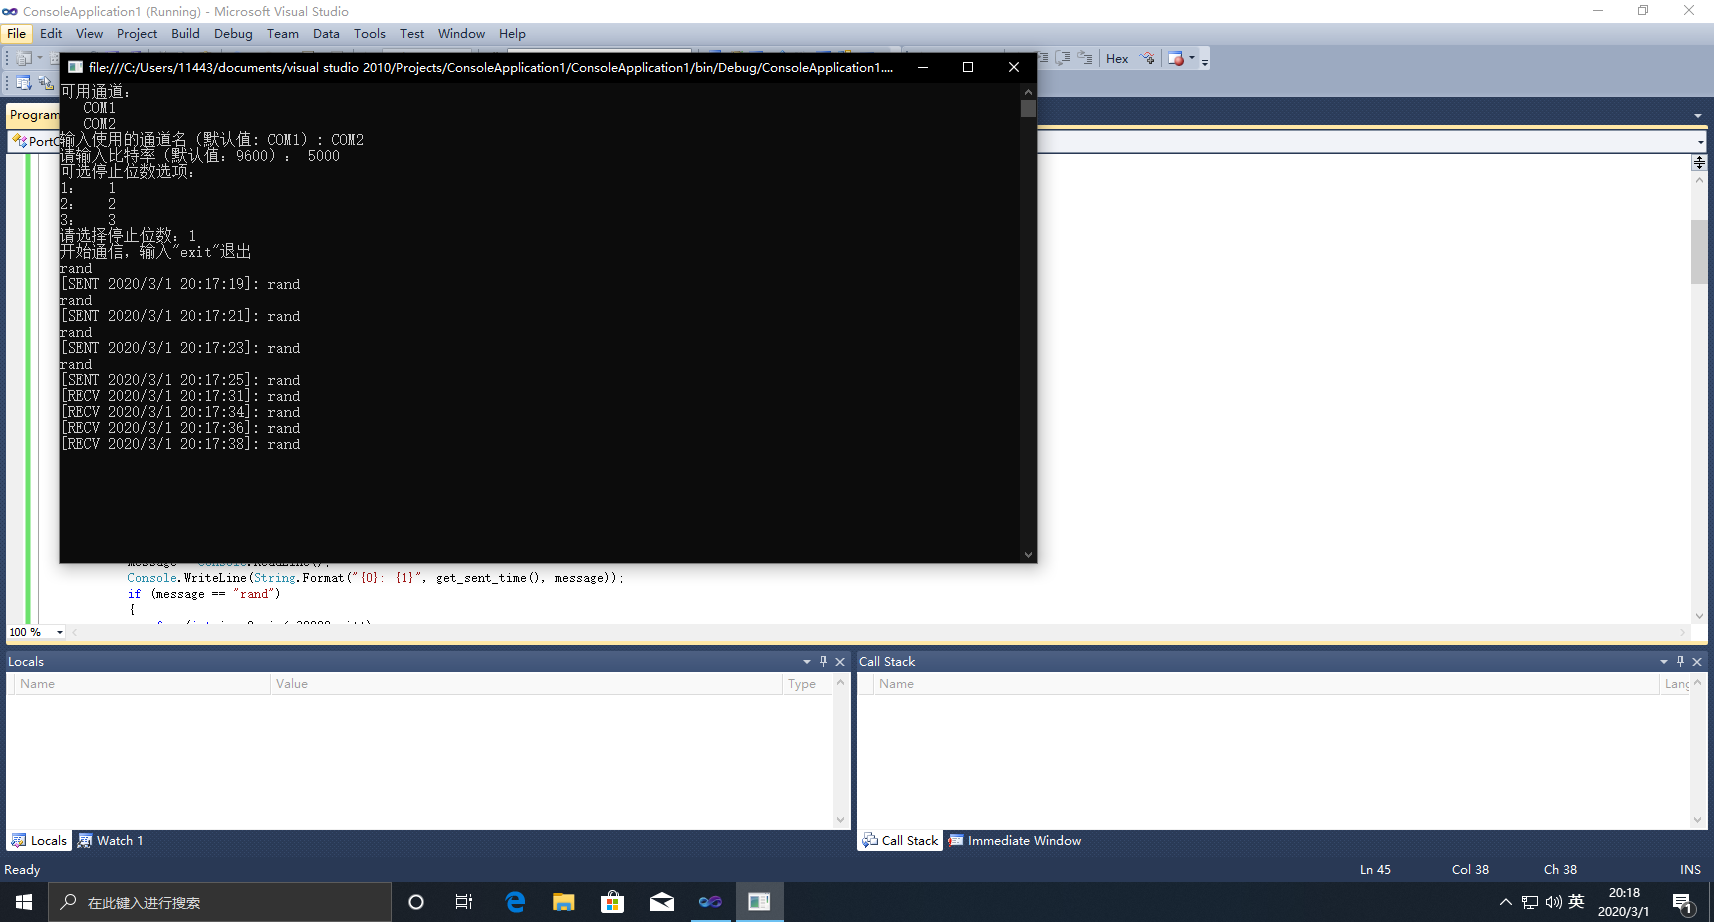 ConsoleApplication1 (Running) - Microsoft Visual Studio
File Edit View Project Build Debug Team Data Tools Test Window Help
Hex
file:///C:/Users/11443/documents/visual studio 2010/Projects/ConsoleApplication1/ConsoleApplication1/bin/Debug/ConsoleApplication1....
Program
PortC
可用通道:
COM1
COM2
输入使用的通道名（默认值: COM1）: COM2
请输入比特率（默认值: 9600）: 5000
可选停止位数选项:
1: 1
2: 2
3: 3
请选择停止位数: 1
开始通信, 输入"exit"退出
rand
[SENT 2020/3/1 20:17:19]: rand
rand
[SENT 2020/3/1 20:17:21]: rand
rand
[SENT 2020/3/1 20:17:23]: rand
rand
[SENT 2020/3/1 20:17:25]: rand
[RECV 2020/3/1 20:17:31]: rand
[RECV 2020/3/1 20:17:34]: rand
[RECV 2020/3/1 20:17:36]: rand
[RECV 2020/3/1 20:17:38]: rand
Console.WriteLine(String.Format("{0}: {1}", get_sent_time(), message));
if (message == "rand")
{
100 %
Locals
Name Value Type
Locals Watch 1
Call Stack
Name Lang
Call Stack Immediate Window
Ready Ln 45 Col 38 Ch 38 INS
在此键入进行搜索
英
20:18
2020/3/1
1